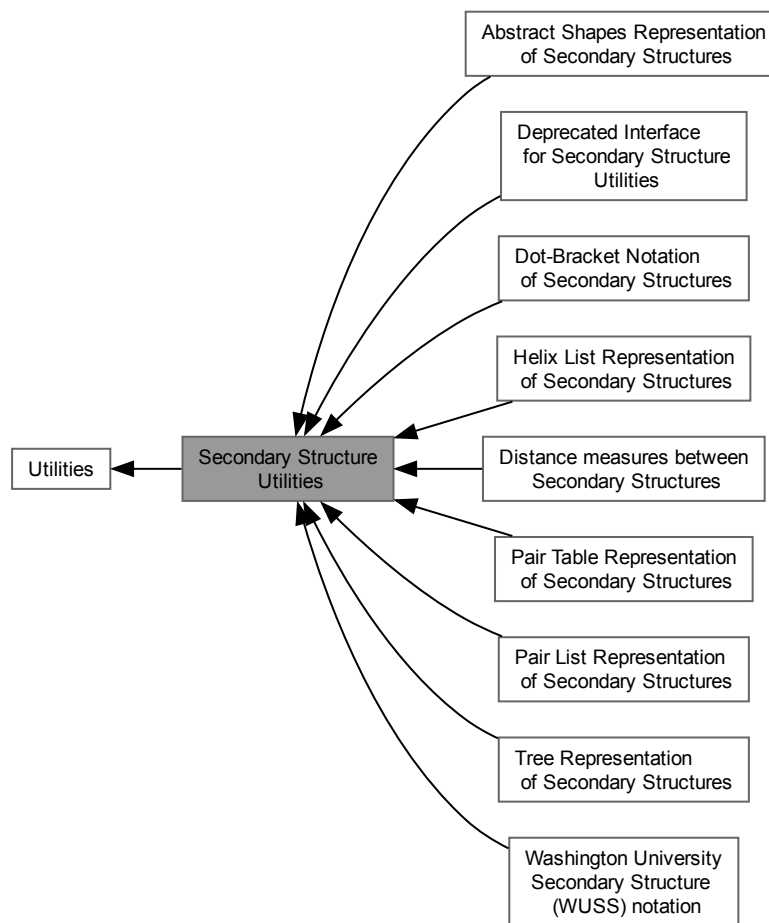 Abstract Shapes Representation
of Secondary Structures
Deprecated Interface
for Secondary Structure
Utilities
Dot-Bracket Notation
of Secondary Structures
Helix List Representation
of Secondary Structures
Utilities
Secondary Structure
Utilities
Distance measures between
Secondary Structures
Pair Table Representation
of Secondary Structures
Pair List Representation
of Secondary Structures
Tree Representation
of Secondary Structures
Washington University
Secondary Structure
(WUSS) notation